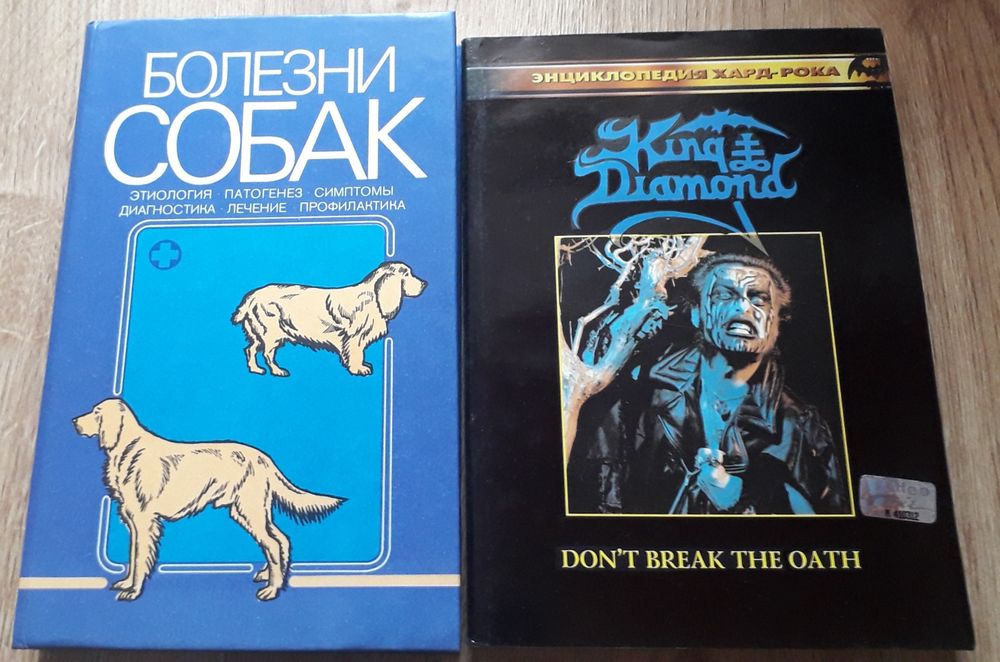 БОЛЕЗНИ
СОБАК
ЭТИОЛОГИЯ · ПАТОГЕНЕЗ · СИМПТОМЫ
ДИАГНОСТИКА · ЛЕЧЕНИЕ · ПРОФИЛАКТИКА
ЭНЦИКЛОПЕДИЯ ХАРД-РОКА
King
Diamond
DON'T BREAK THE OATH